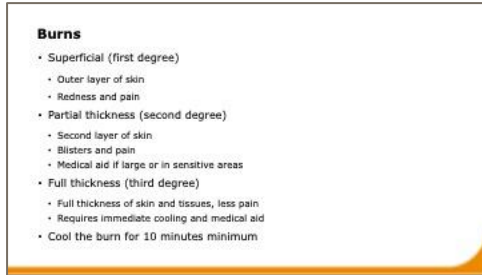 Burns
• Superficial (first degree)
• Outer layer of skin
• Redness and pain
• Partial thickness (second degree)
• Second layer of skin
• Blisters and pain
• Medical aid if large or in sensitive areas
• Full thickness (third degree)
• Full thickness of skin and tissues, less pain
• Requires immediate cooling and medical aid
• Cool the burn for 10 minutes minimum